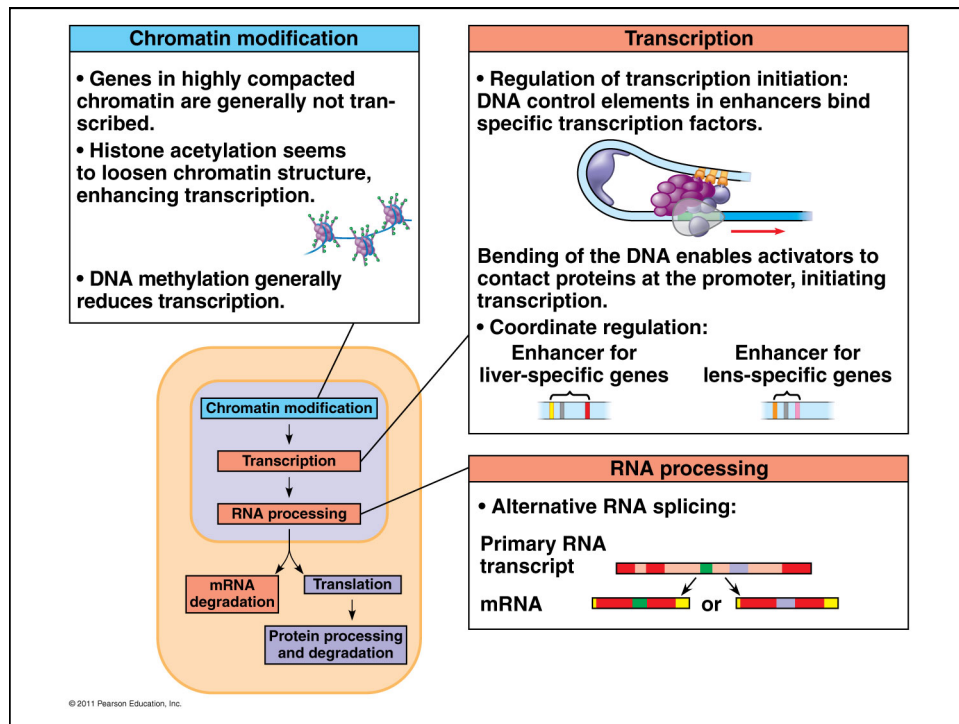 Chromatin modification
• Genes in highly compacted
chromatin are generally not tran-
scribed.
• Histone acetylation seems
to loosen chromatin structure,
enhancing transcription.
• DNA methylation generally
reduces transcription.
Transcription
• Regulation of transcription initiation:
DNA control elements in enhancers bind
specific transcription factors.
Bending of the DNA enables activators to
contact proteins at the promoter, initiating
transcription.
• Coordinate regulation:
Enhancer for
liver-specific genes
Enhancer for
lens-specific genes
Chromatin modification
Transcription
RNA processing
mRNA
degradation
Translation
Protein processing
and degradation
RNA processing
• Alternative RNA splicing:
Primary RNA
transcript
mRNA
or
© 2011 Pearson Education, Inc.